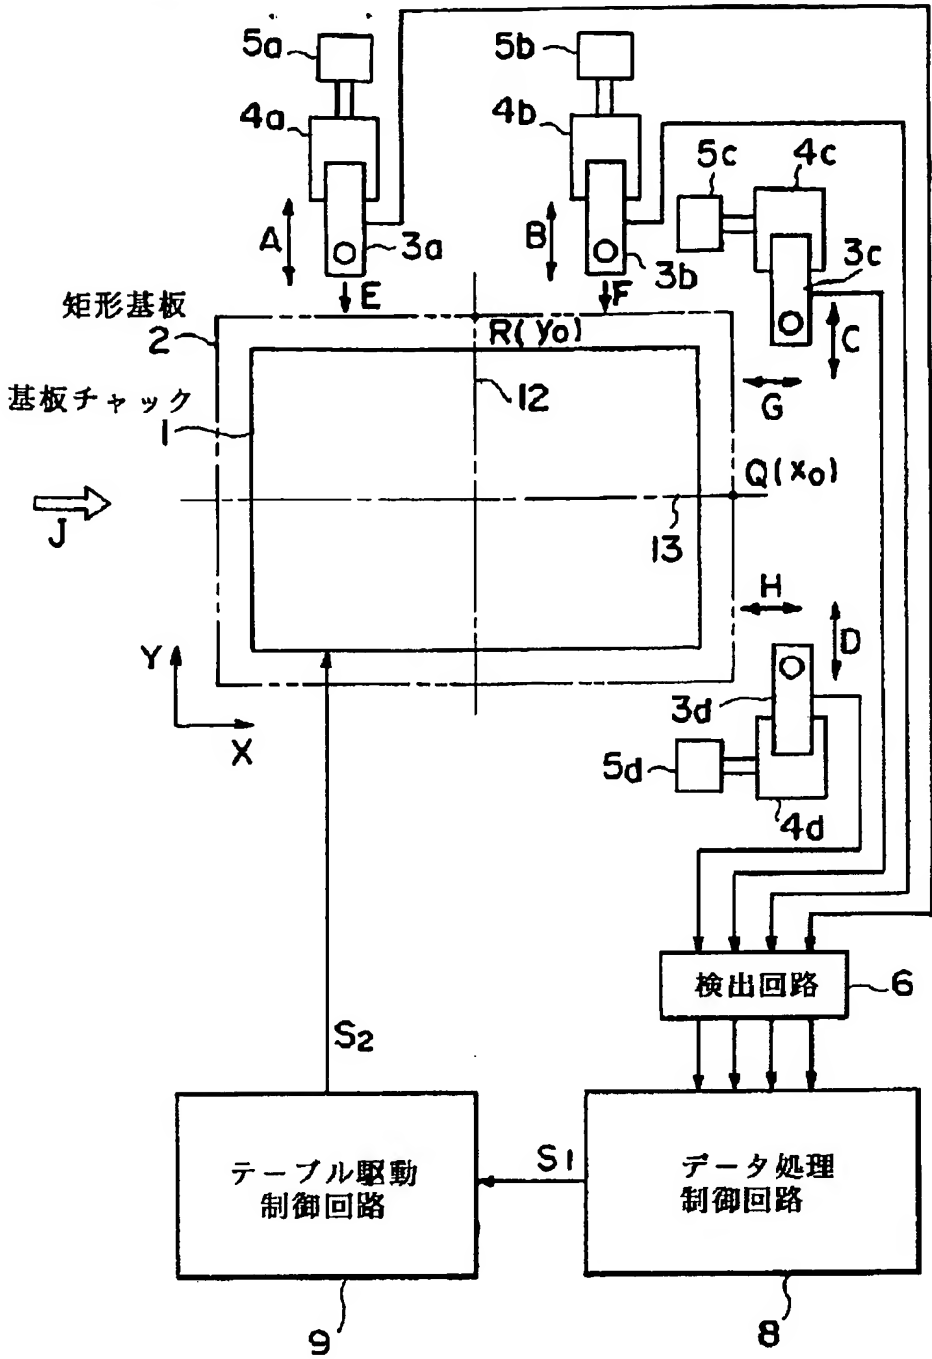 5a
5b
4a
4b
5c
4c
A
3a
B
3b
3c
E
F
C
矩形基板
2
R(y0)
12
G
基板チャック
1
Q(x0)
J
13
H
D
Y
X
3d
5d
4d
検出回路
6
S2
S1
テーブル駆動
制御回路
データ処理
制御回路
9
8